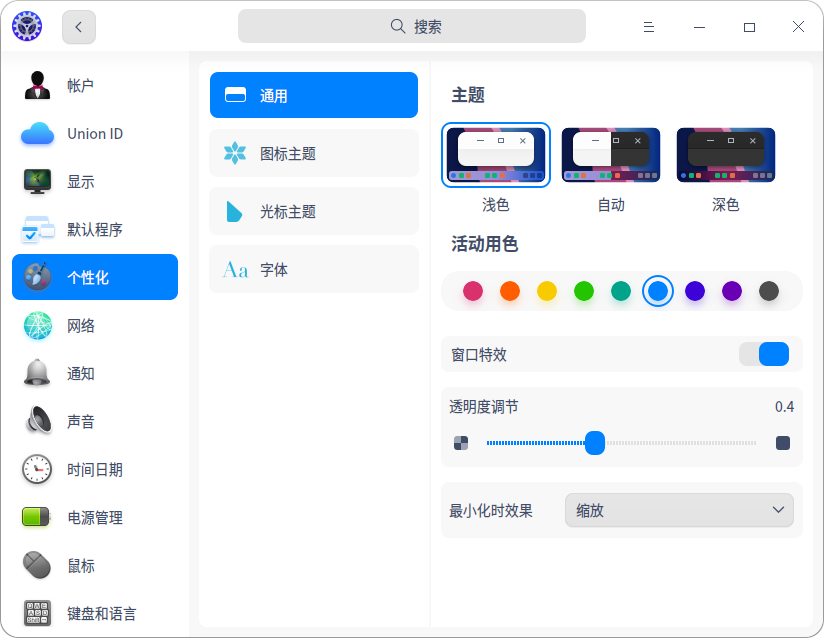 搜索
帐户
Union ID
显示
默认程序
个性化
网络
通知
声音
时间日期
电源管理
鼠标
键盘和语言
通用
图标主题
光标主题
Aa 字体
主题
浅色 自动 深色
活动用色
窗口特效
透明度调节 0.4
最小化时效果 缩放